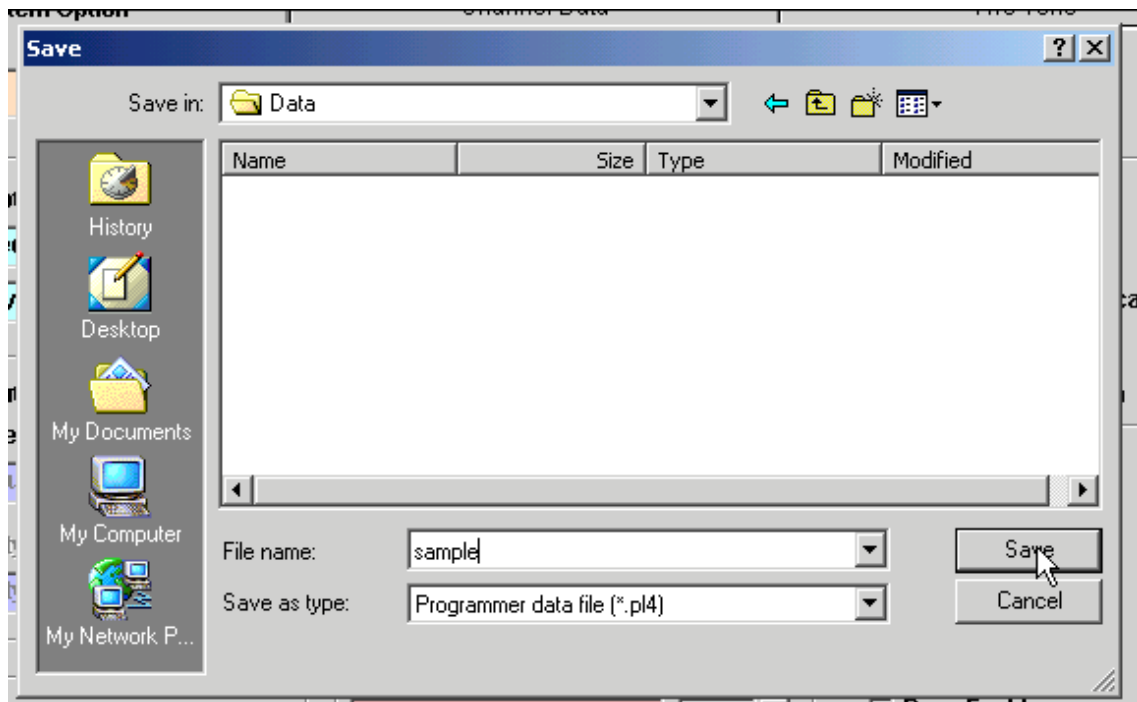 Save
Save in: Data
Name Size Type Modified
History
Desktop
My Documents
My Computer
My Network P...
File name: sample
Save as type: Programmer data file (*.pl4)
Save
Cancel